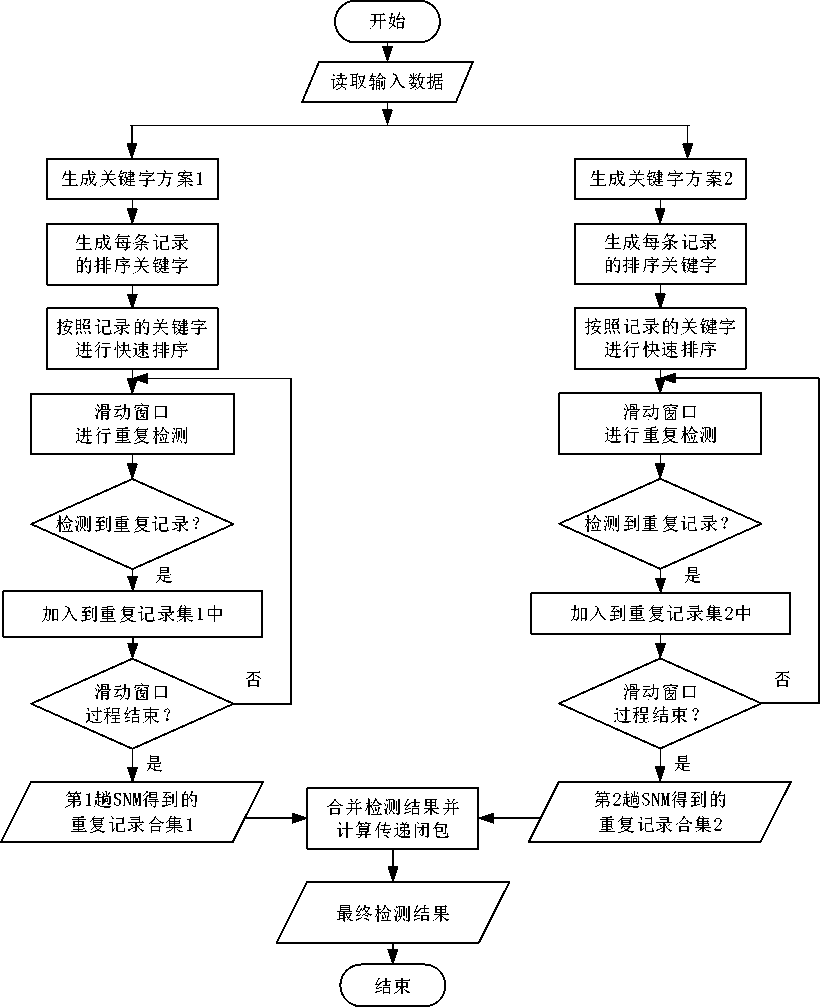 开始
读取输入数据
生成关键字方案1
生成每条记录
的排序关键字
按照记录的关键字
进行快速排序
滑动窗口
进行重复检测
检测到重复记录?
是
加入到重复记录集1中
滑动窗口
过程结束?
否
是
第1趟SNM得到的
重复记录合集1
生成关键字方案2
生成每条记录
的排序关键字
按照记录的关键字
进行快速排序
滑动窗口
进行重复检测
检测到重复记录?
是
加入到重复记录集2中
滑动窗口
过程结束?
否
是
第2趟SNM得到的
重复记录合集2
合并检测结果并
计算传递闭包
最终检测结果
结束